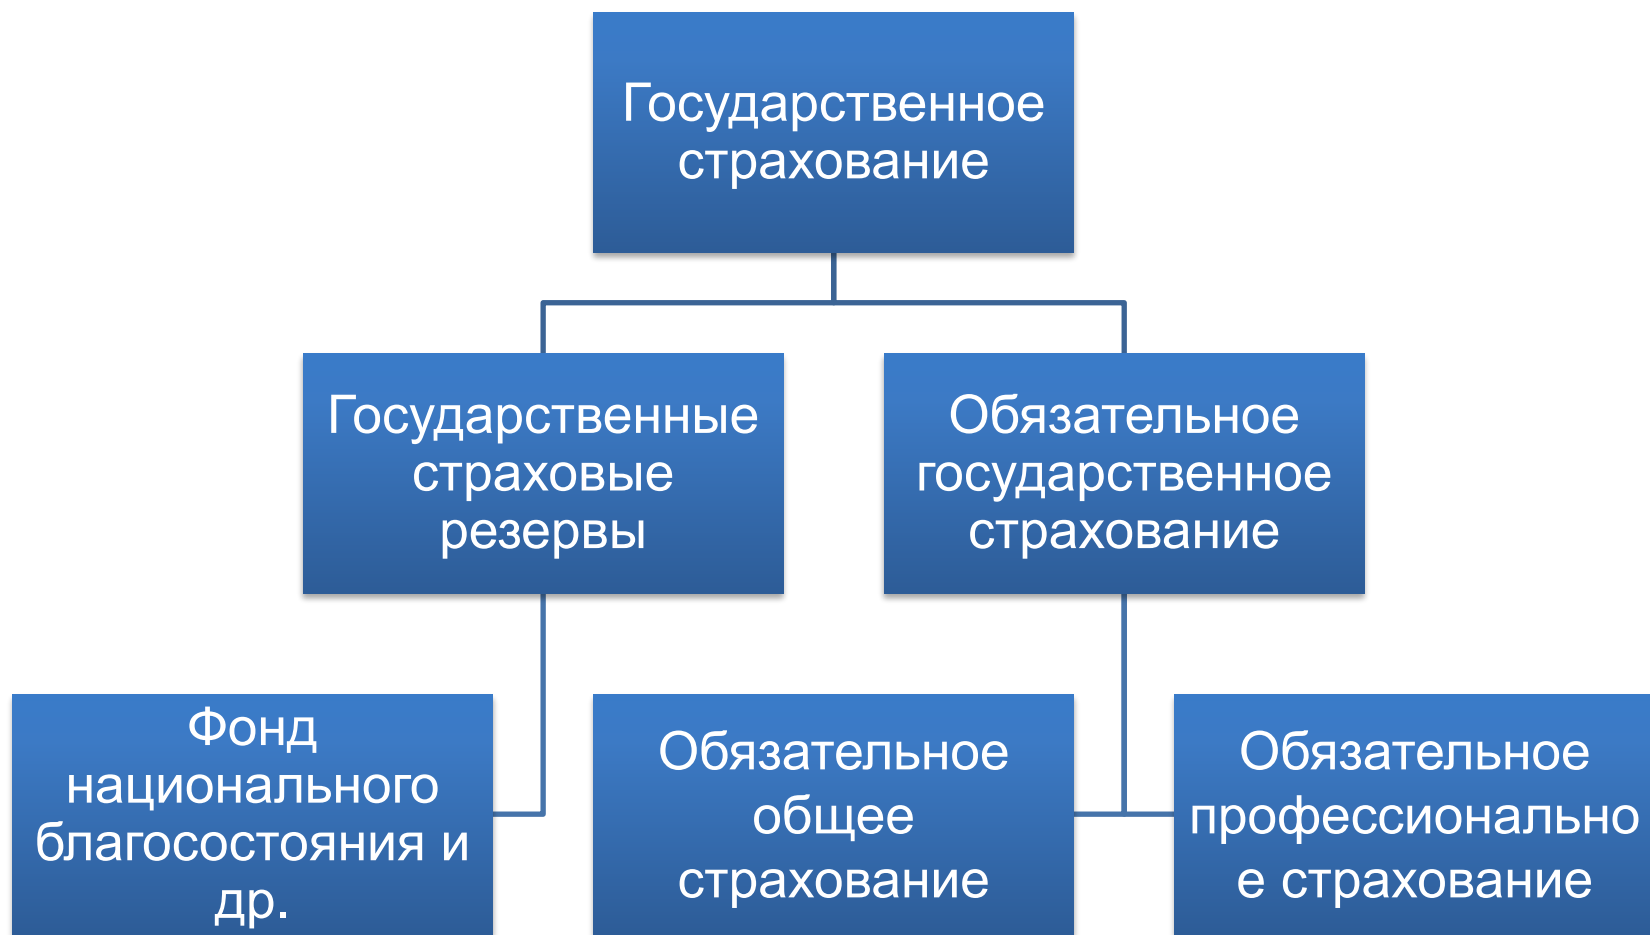 Государственное
страхование
Государственные
страховые
резервы
Обязательное
государственное
страхование
Фонд
национального
благосостояния и
др.
Обязательное
общее
страхование
Обязательное
профессионально
е страхование